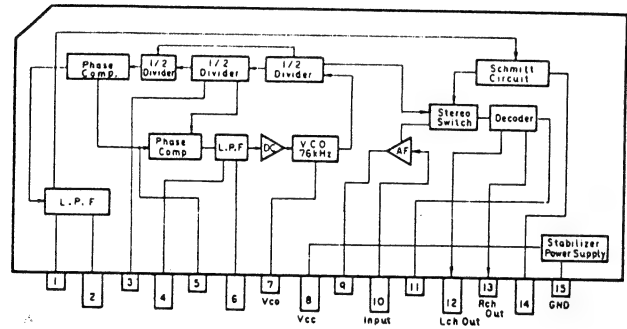 Phase
Comp.
1/2
Divider
1/2
Divider
1/2
Divider
Schmitt
Circuit
Stereo
Switch
Decoder
Phase
Comp
L.P.F
DC
VCO
76kHz
AF
L.P.F
Stabilizer
Power Supply
1
2
3
4
5
6
7
8
9
10
11
12
13
14
15
Vco
Vcc
Input
Lch Out
Rch
Out
GND